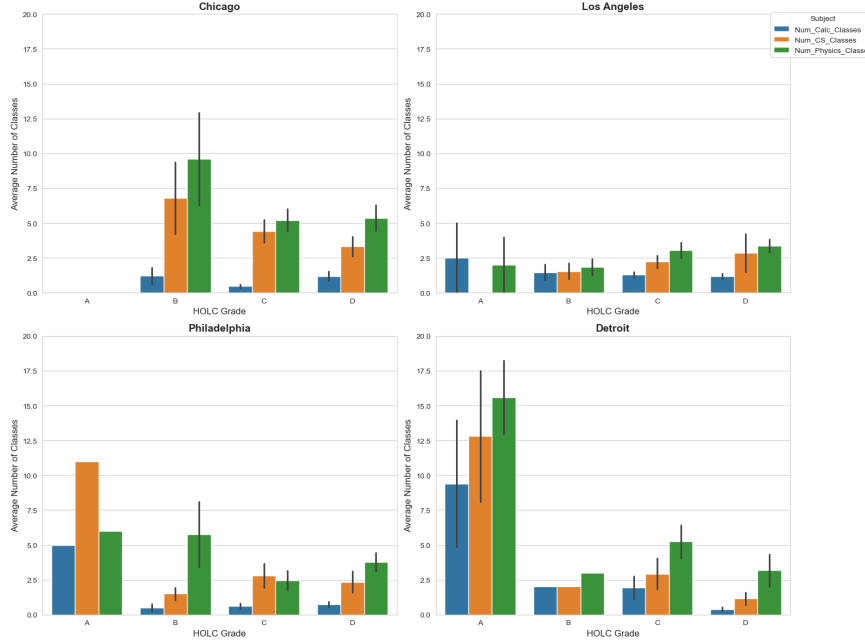 Chicago
20.0
17.5
15.0
12.5
10.0
7.5
5.0
2.5
0.0
Average Number of Classes
A B C D
HOLC Grade
Los Angeles
20.0
17.5
15.0
12.5
10.0
7.5
5.0
2.5
0.0
Average Number of Classes
A B C D
HOLC Grade
Subject
Num_Calc_Classes
Num_CS_Classes
Num_Physics_Classe
Philadelphia
20.0
17.5
15.0
12.5
10.0
7.5
5.0
2.5
0.0
Average Number of Classes
A B C D
HOLC Grade
Detroit
20.0
17.5
15.0
12.5
10.0
7.5
5.0
2.5
0.0
Average Number of Classes
A B C D
HOLC Grade